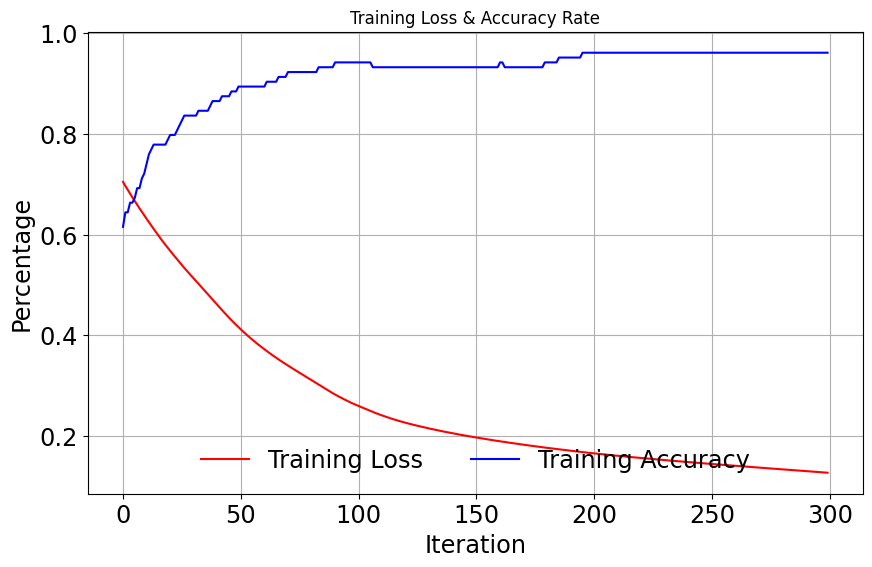 Training Loss & Accuracy Rate
1.0
0.8
0.6
0.4
0.2
Percentage
Training Loss
Training Accuracy
0 50 100 150 200 250 300
Iteration